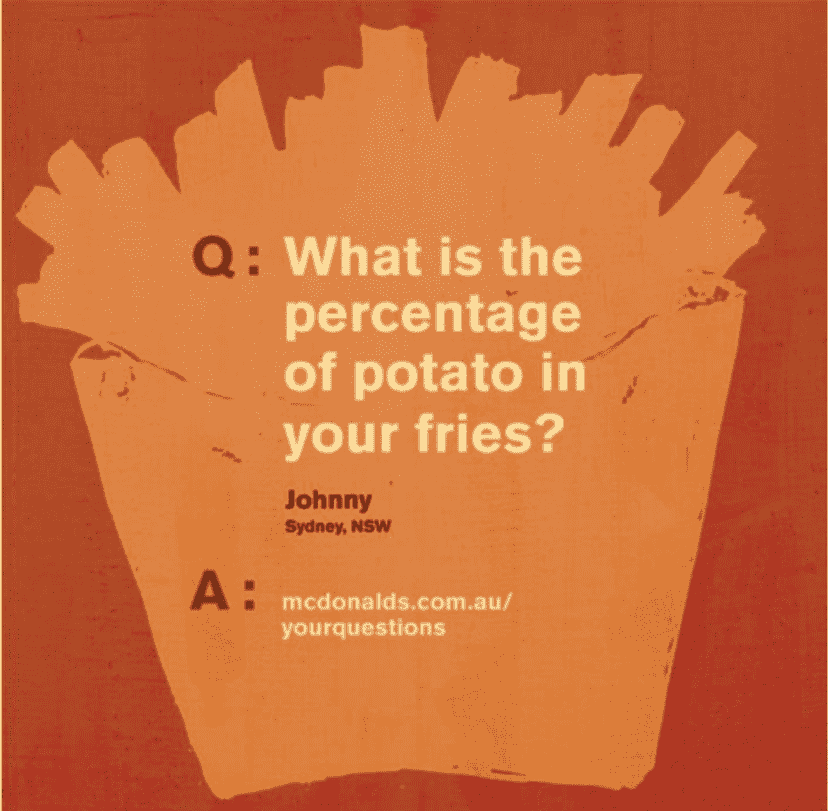 Q: What is the
percentage
of potato in
your fries?
Johnny
Sydney, NSW
A: mcdonalds.com.au/
yourquestions